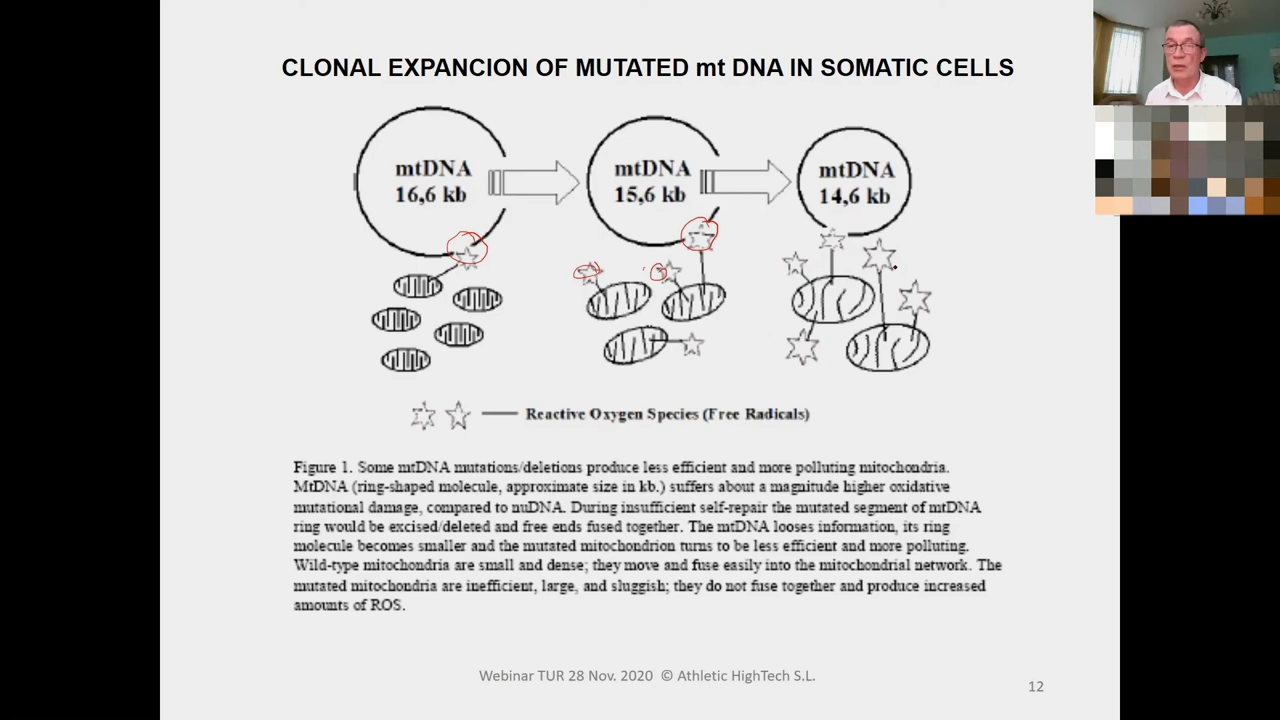 CLONAL EXPANCION OF MUTATED mt DNA IN SOMATIC CELLS
mtDNA
16,6 kb
mtDNA
15,6 kb
mtDNA
14,6 kb
Reactive Oxygen Species (Free Radicals)
Figure 1. Some mtDNA mutations/deletions produce less efficient and more polluting mitochondria.
MtDNA (ring-shaped molecule, approximate size in kb.) suffers about a magnitude higher oxidative
mutational damage, compared to nuDNA. During insufficient self-repair the mutated segment of mtDNA
ring would be excised/deleted and free ends fused together. The mtDNA looses information, its ring
molecule becomes smaller and the mutated mitochondrion turns to be less efficient and more polluting.
Wild-type mitochondria are small and dense; they move and fuse easily into the mitochondrial network. The
mutated mitochondria are inefficient, large, and sluggish; they do not fuse together and produce increased
amounts of ROS.
Webinar TUR 28 Nov. 2020 © Athletic HighTech S.L.
12